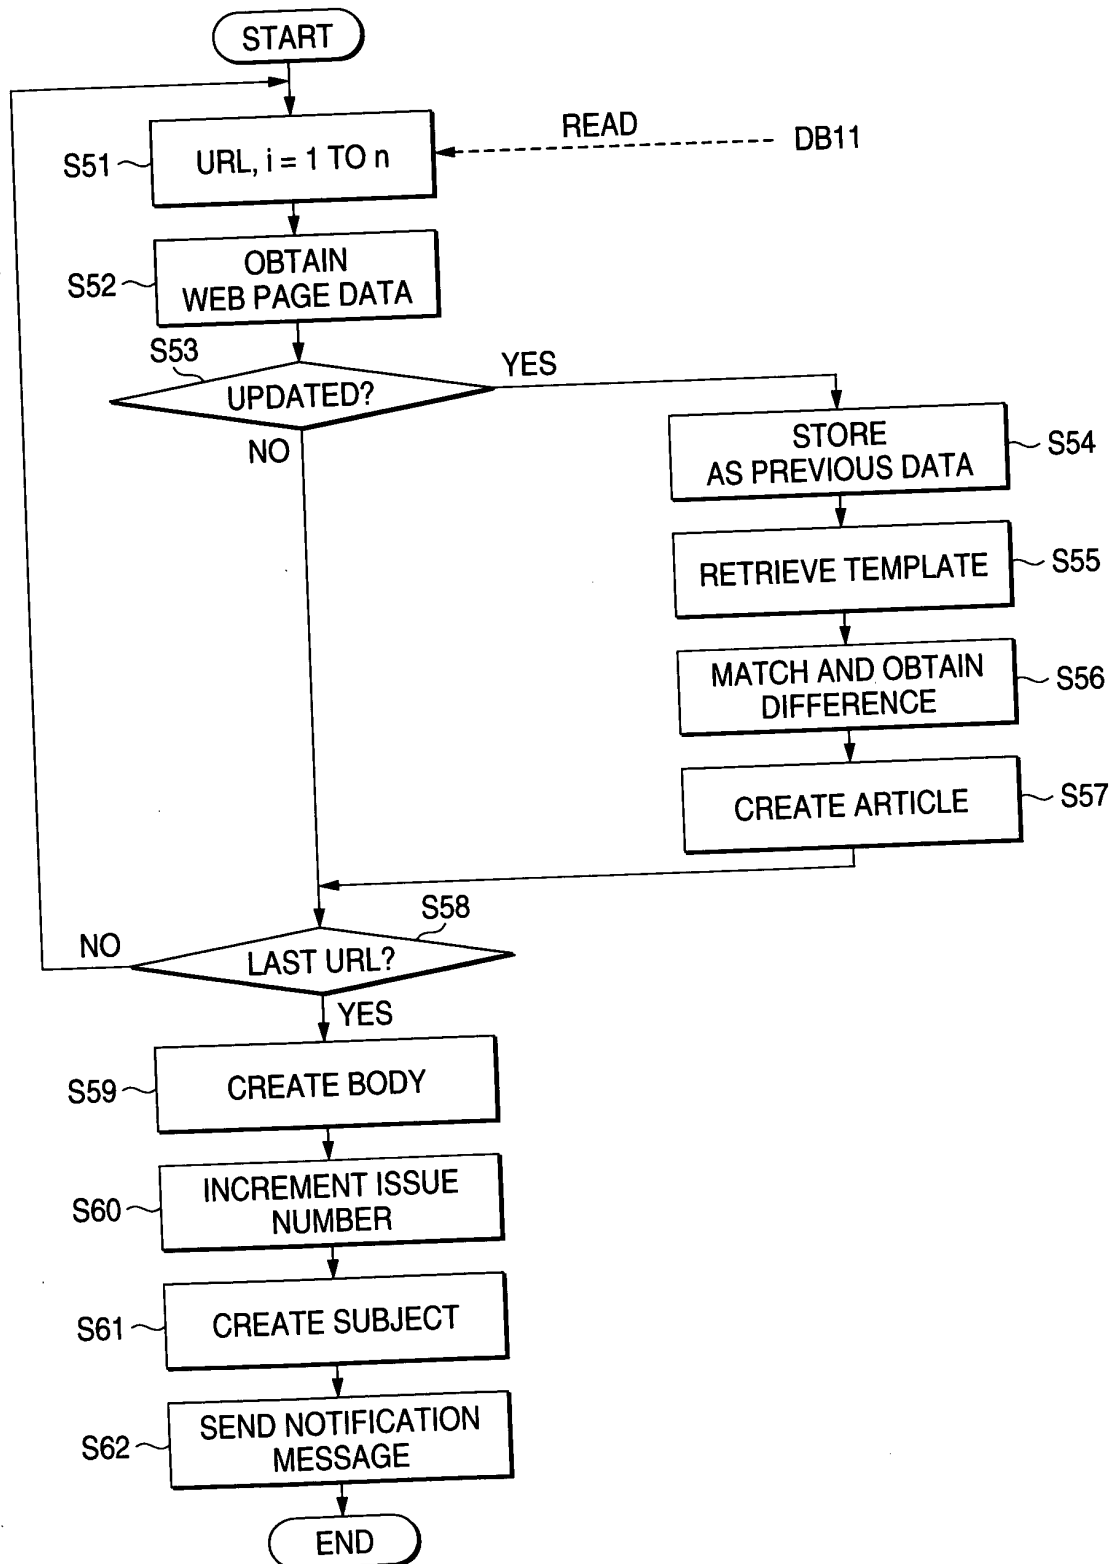 START
READ
DB11
S51
URL, i = 1 TO n
S52
OBTAIN
WEB PAGE DATA
S53
YES
UPDATED?
NO
STORE
AS PREVIOUS DATA
S54
RETRIEVE TEMPLATE
S55
MATCH AND OBTAIN
DIFFERENCE
S56
CREATE ARTICLE
S57
S58
NO
LAST URL?
YES
S59
CREATE BODY
S60
INCREMENT ISSUE
NUMBER
S61
CREATE SUBJECT
S62
SEND NOTIFICATION
MESSAGE
END